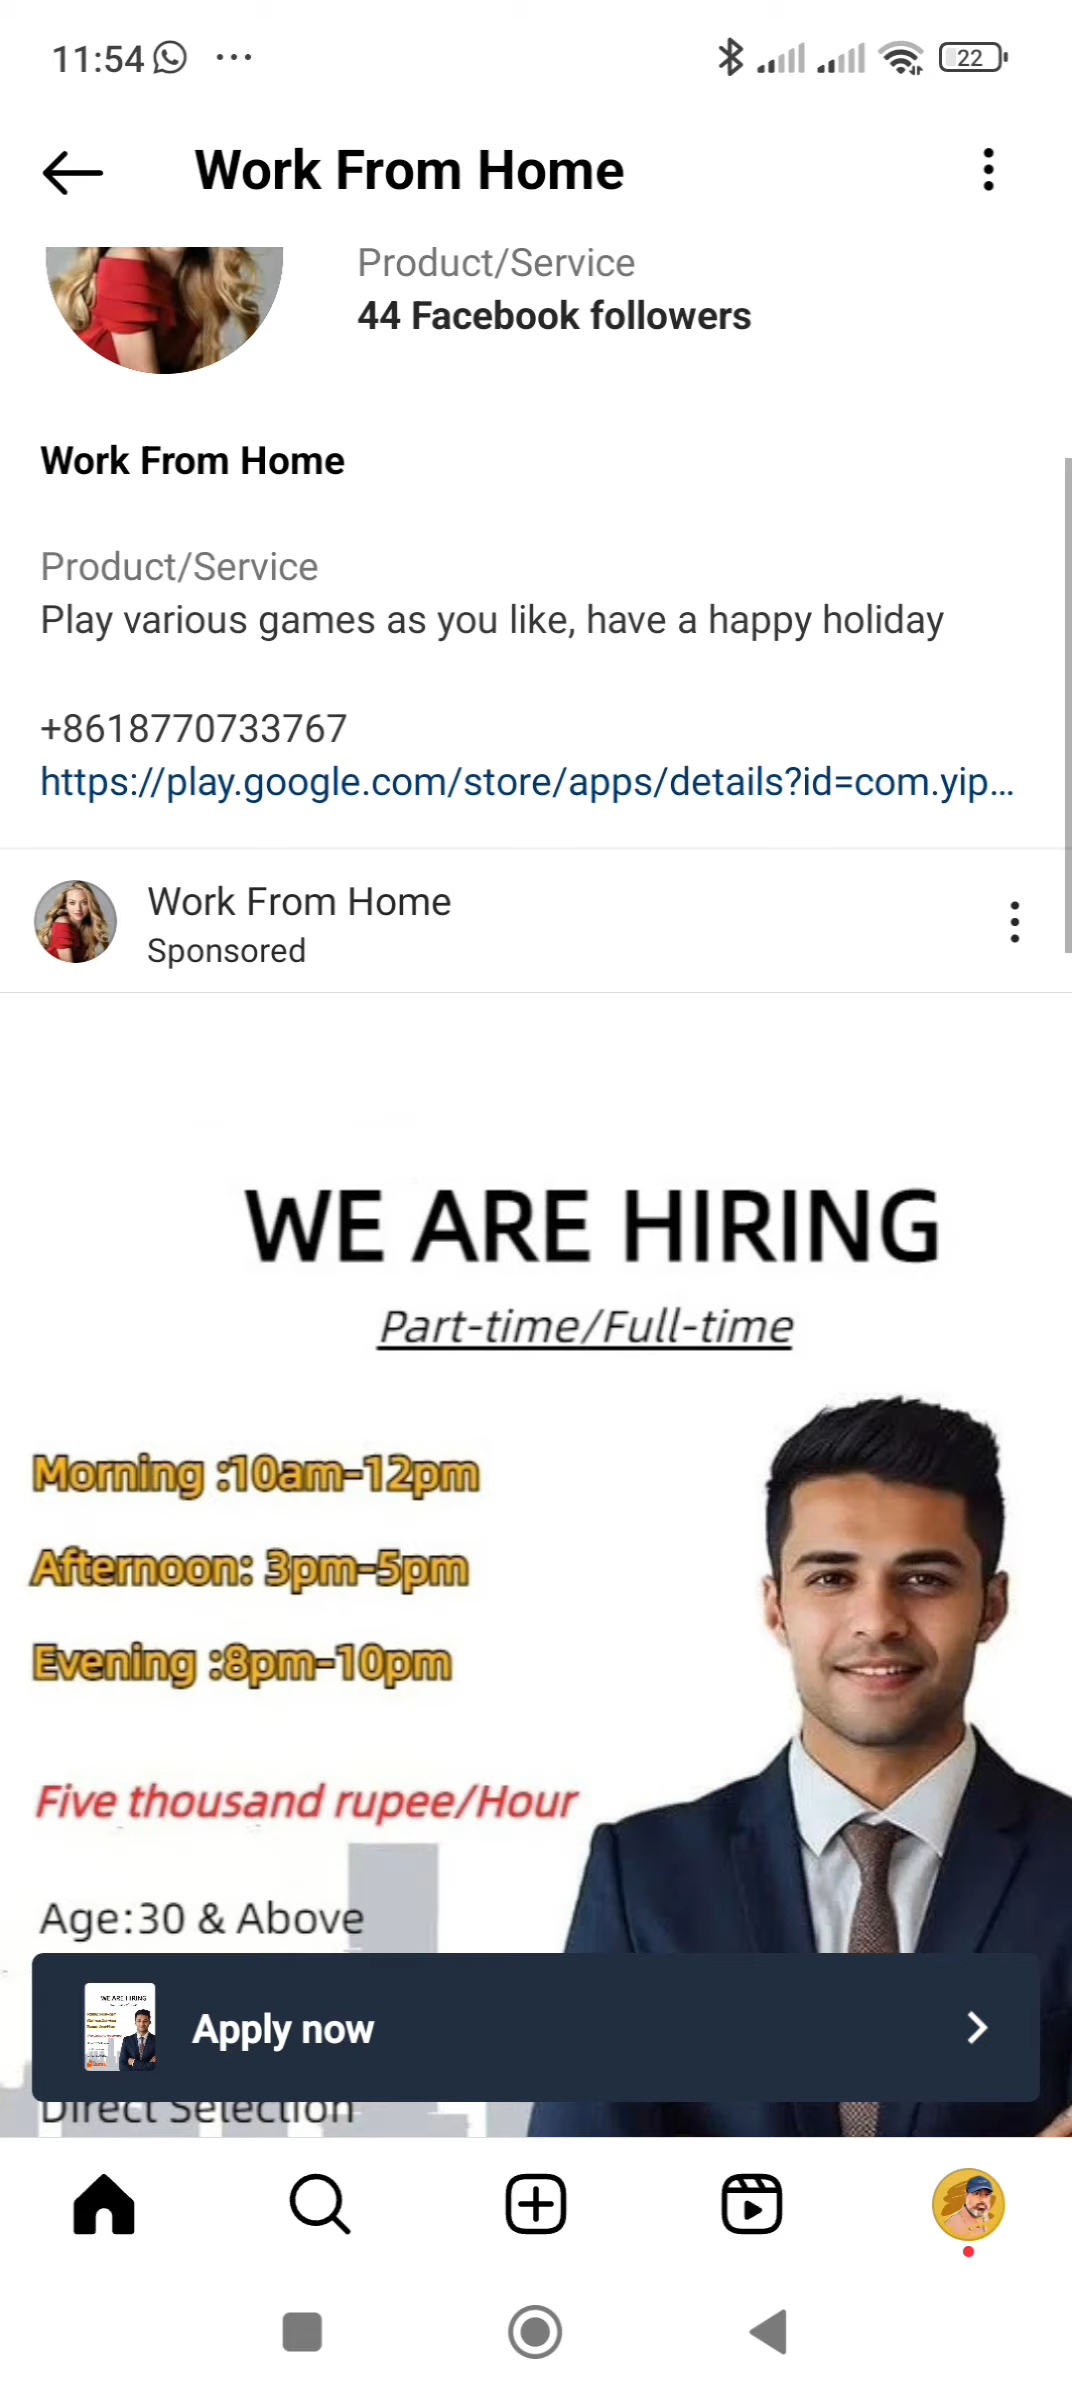 11:54
22
Work From Home
Product/Service
44 Facebook followers
Work From Home
Product/Service
Play various games as you like, have a happy holiday
+8618770733767
https://play.google.com/store/apps/details?id=com.yip...
Work From Home
Sponsored
WE ARE HIRING
Part-time/Full-time
Morning :10am-12pm
Afternoon: 3pm-5pm
Evening :8pm-10pm
Five thousand rupee/Hour
Age:30 & Above
WE ARE HIRING
Apply now
Direct Selection